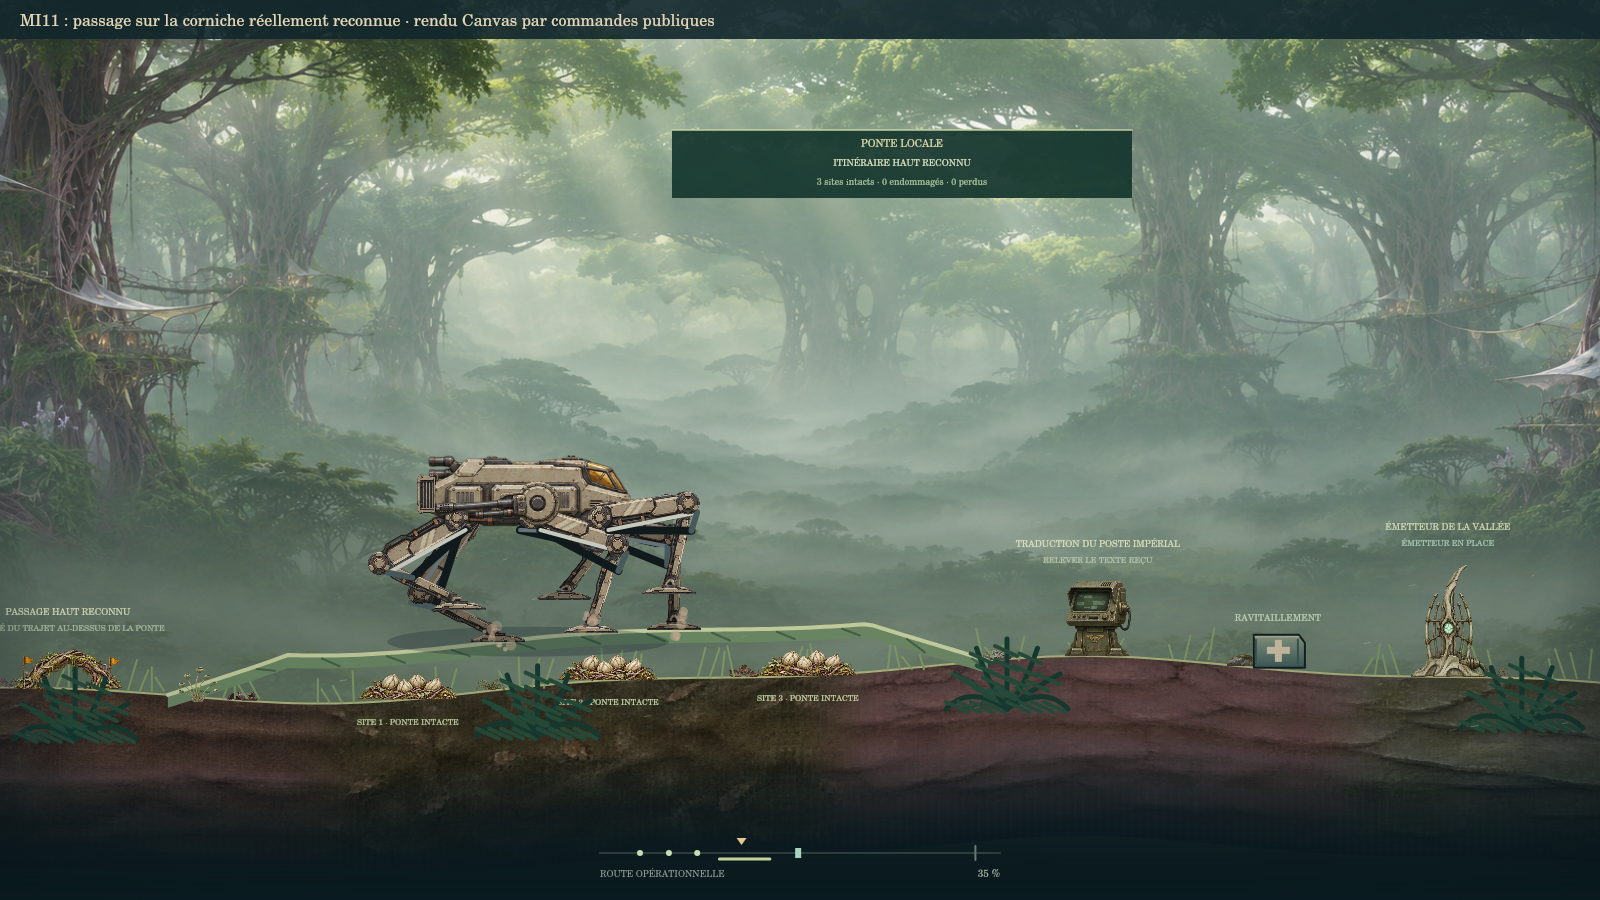 MI11 : passage sur la corniche réellement reconnue · rendu Canvas par commandes publiques
PONTE LOCALE
ITINÉRAIRE HAUT RECONNU
3 sites intacts · 0 endommagés · 0 perdus
ÉMETTEUR DE LA VALLÉE
ÉMETTEUR EN PLACE
TRADUCTION DU POSTE IMPÉRIAL
RELEVER LE TEXTE REÇU
PASSAGE HAUT RECONNU
DU TRAJET AU-DESSUS DE LA PONTE
RAVITAILLEMENT
SITE 1 · PONTE INTACTE
PONTE INTACTE
SITE 3 · PONTE INTACTE
ROUTE OPÉRATIONNELLE
35 %